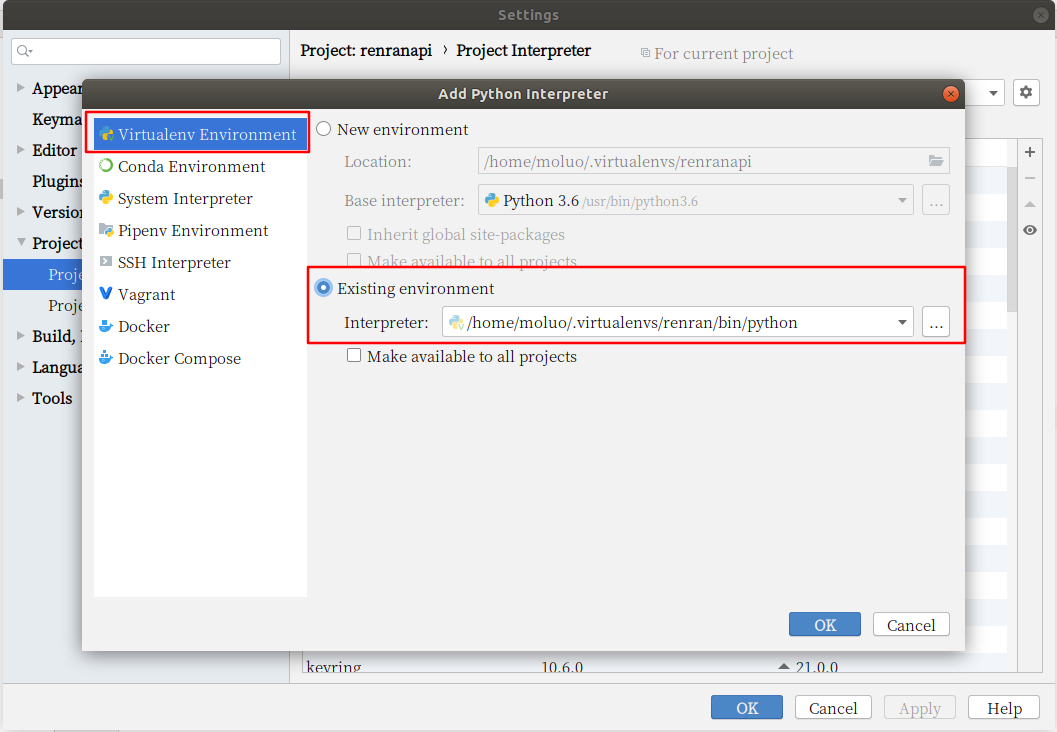 Settings
Project: renranapi › Project Interpreter
For current project
Appear
Keyma
Editor
Plugins
Version
Project
Proje
Proje
Build,
Langua
Tools
Add Python Interpreter
Virtualenv Environment
Conda Environment
System Interpreter
Pipenv Environment
SSH Interpreter
Vagrant
Docker
Docker Compose
New environment
Location: /home/moluo/.virtualenvs/renranapi
Base interpreter: Python 3.6 /usr/bin/python3.6 ...
Inherit global site-packages
Make available to all projects
Existing environment
Interpreter: /home/moluo/.virtualenvs/renran/bin/python ...
Make available to all projects
OK Cancel
keyring 10.6.0 21.0.0
OK Cancel Apply Help